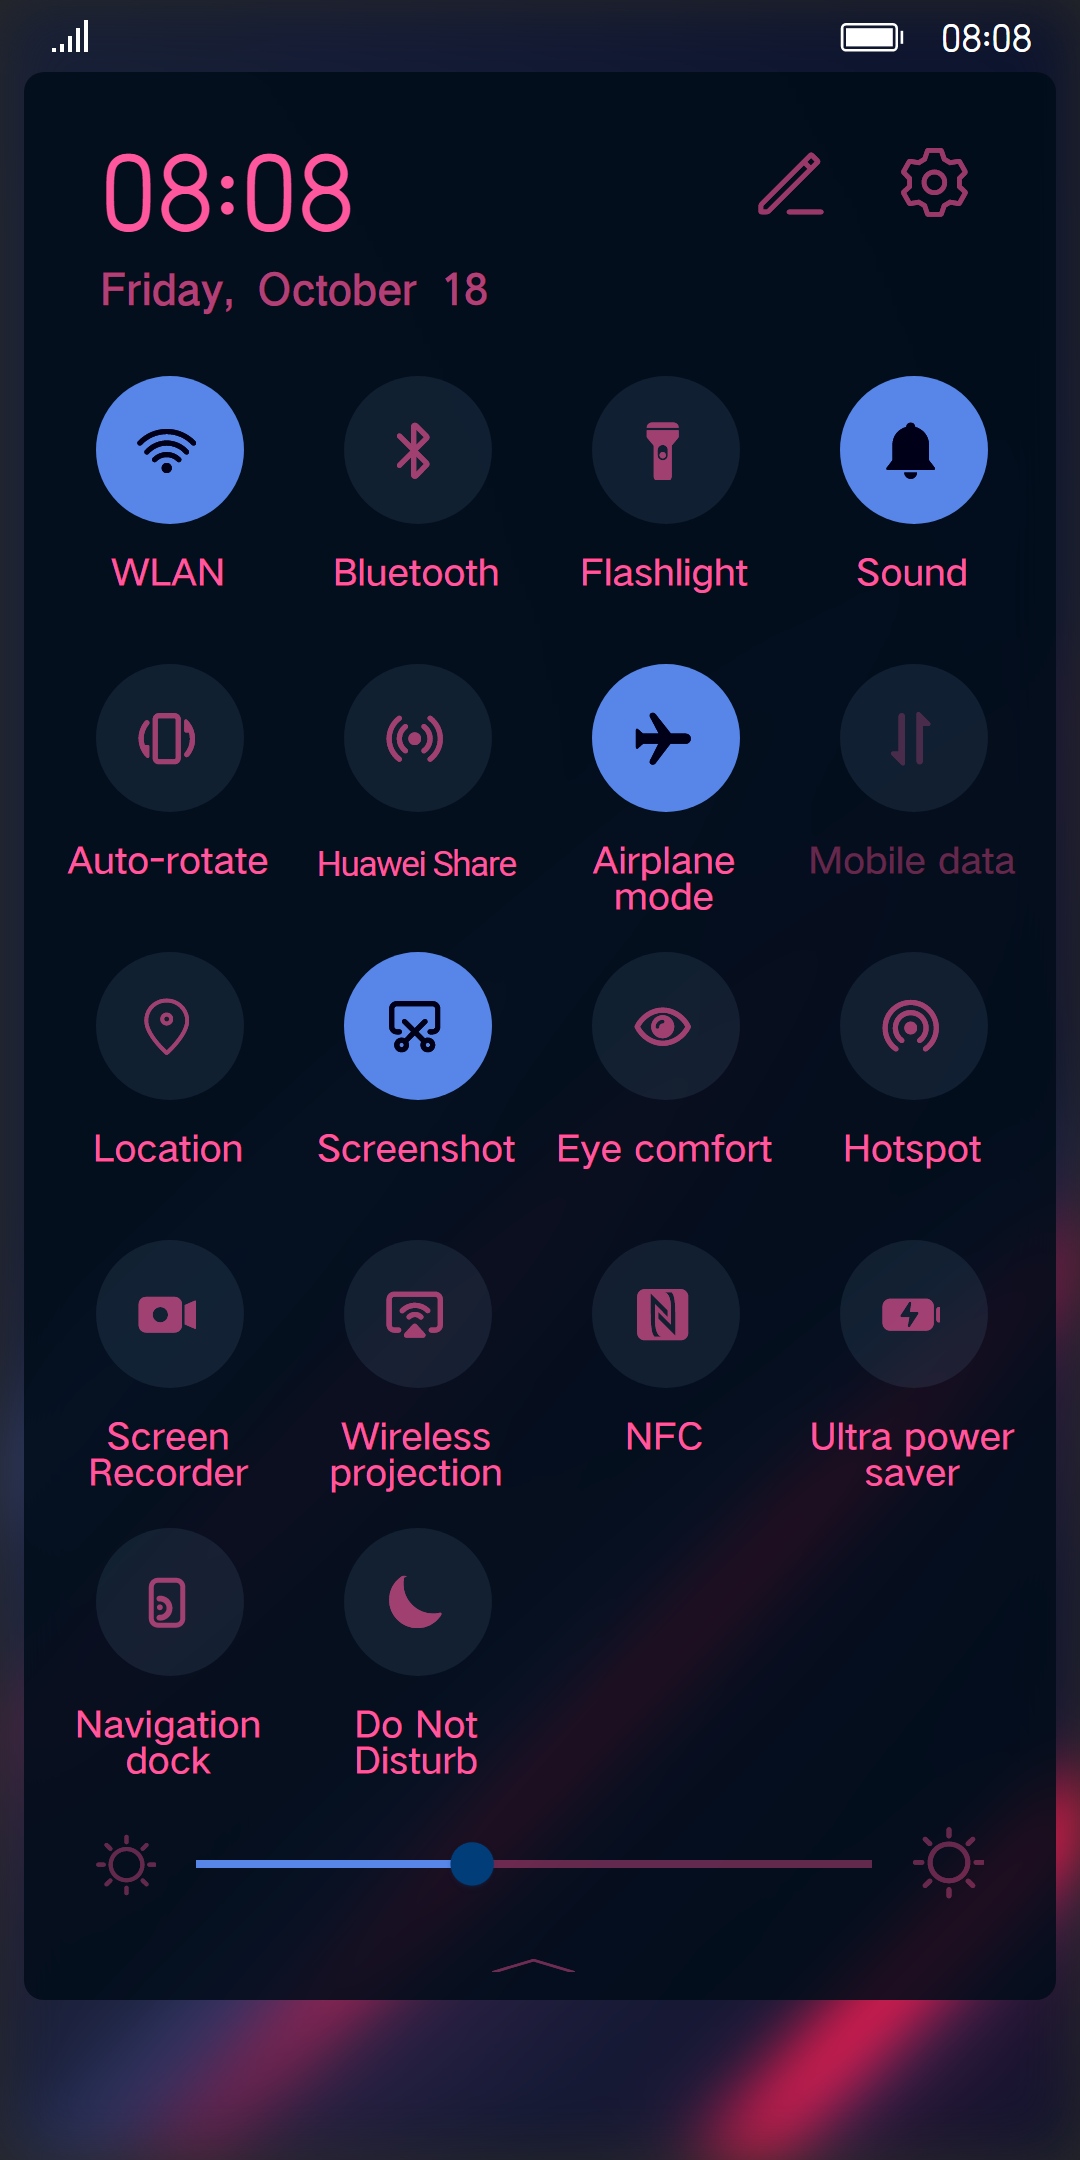 08:08
08:08
Friday, October 18
WLAN
Bluetooth
Flashlight
Sound
Auto-rotate
Huawei Share
Airplane
mode
Mobile data
Location
Screenshot
Eye comfort
Hotspot
Screen
Recorder
Wireless
projection
NFC
Ultra power
saver
Navigation
dock
Do Not
Disturb